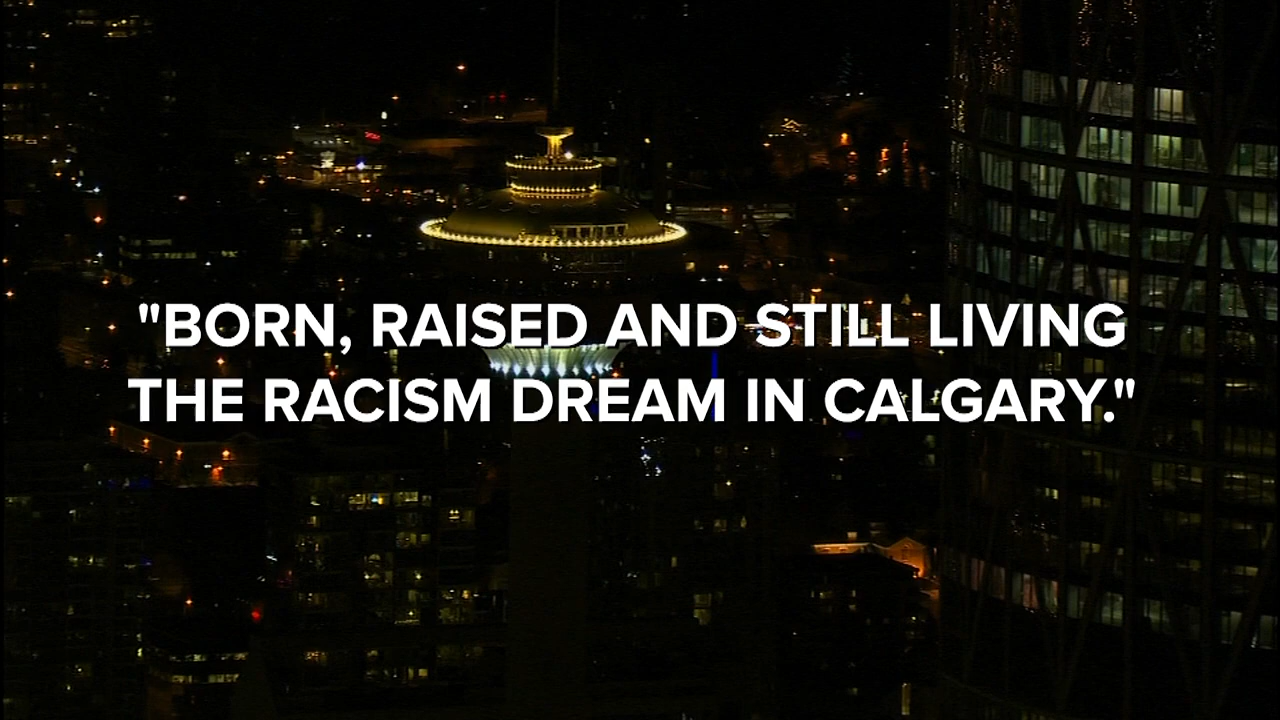 "BORN, RAISED AND STILL LIVING
THE RACISM DREAM IN CALGARY."